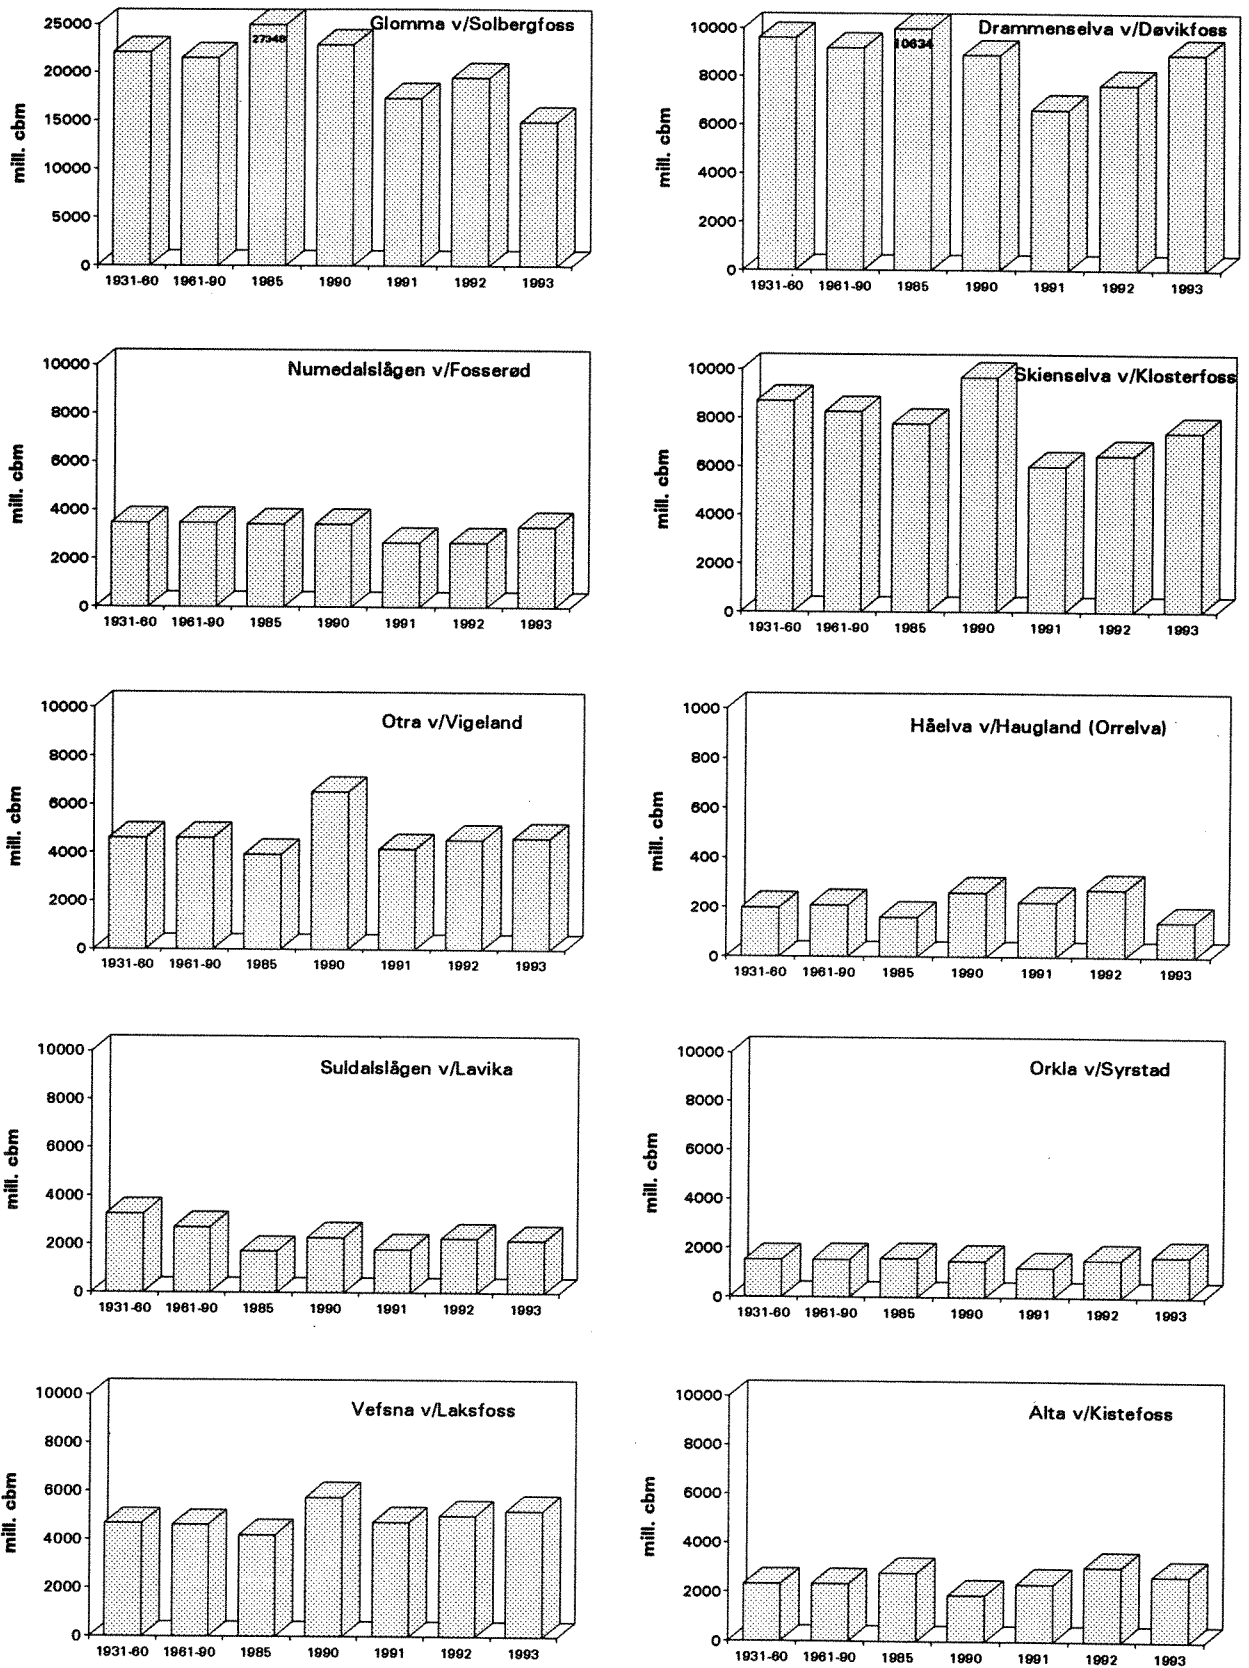 Glomma v/Solbergfoss
mill. cbm
25000
20000
15000
10000
5000
0
27348
1931-60 1961-90 1985 1990 1991 1992 1993
Drammenselva v/Døvikfoss
mill. cbm
10000
8000
6000
4000
2000
0
10634
1931-60 1961-90 1985 1990 1991 1992 1993
Numedalslågen v/Fosserød
mill. cbm
10000
8000
6000
4000
2000
0
1931-60 1961-90 1985 1990 1991 1992 1993
Skienselva v/Klosterfoss
mill. cbm
10000
8000
6000
4000
2000
0
1931-60 1961-90 1985 1990 1991 1992 1993
Otra v/Vigeland
mill. cbm
10000
8000
6000
4000
2000
0
1931-60 1961-90 1985 1990 1991 1992 1993
Håelva v/Haugland (Orrelva)
mill. cbm
1000
800
600
400
200
0
1931-60 1961-90 1985 1990 1991 1992 1993
Suldalslågen v/Lavika
mill. cbm
10000
8000
6000
4000
2000
0
1931-60 1961-90 1985 1990 1991 1992 1993
Orkla v/Syrstad
mill. cbm
10000
8000
6000
4000
2000
0
1931-60 1961-90 1985 1990 1991 1992 1993
Vefsna v/Laksfoss
mill. cbm
10000
8000
6000
4000
2000
0
1931-60 1961-90 1985 1990 1991 1992 1993
Alta v/Kistefoss
mill. cbm
10000
8000
6000
4000
2000
0
1931-60 1961-90 1985 1990 1991 1992 1993